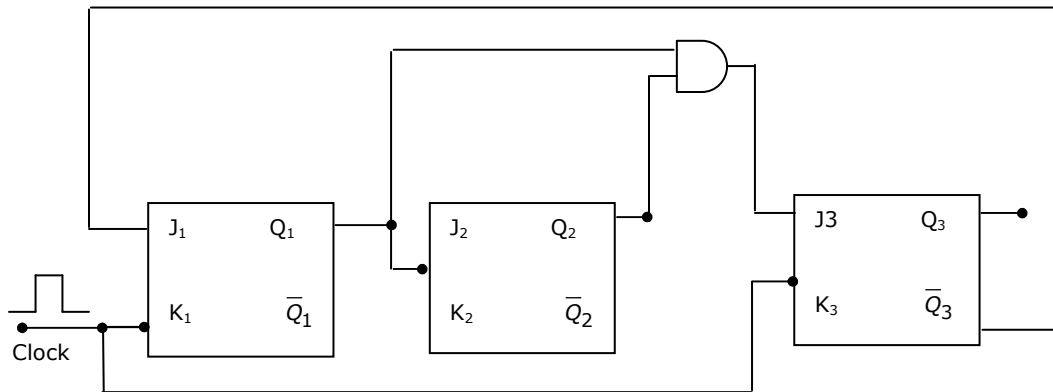 J₁ Q₁
K₁ Q̅₁
J₂ Q₂
K₂ Q̅₂
J3 Q₃
K₃ Q̅₃
Clock